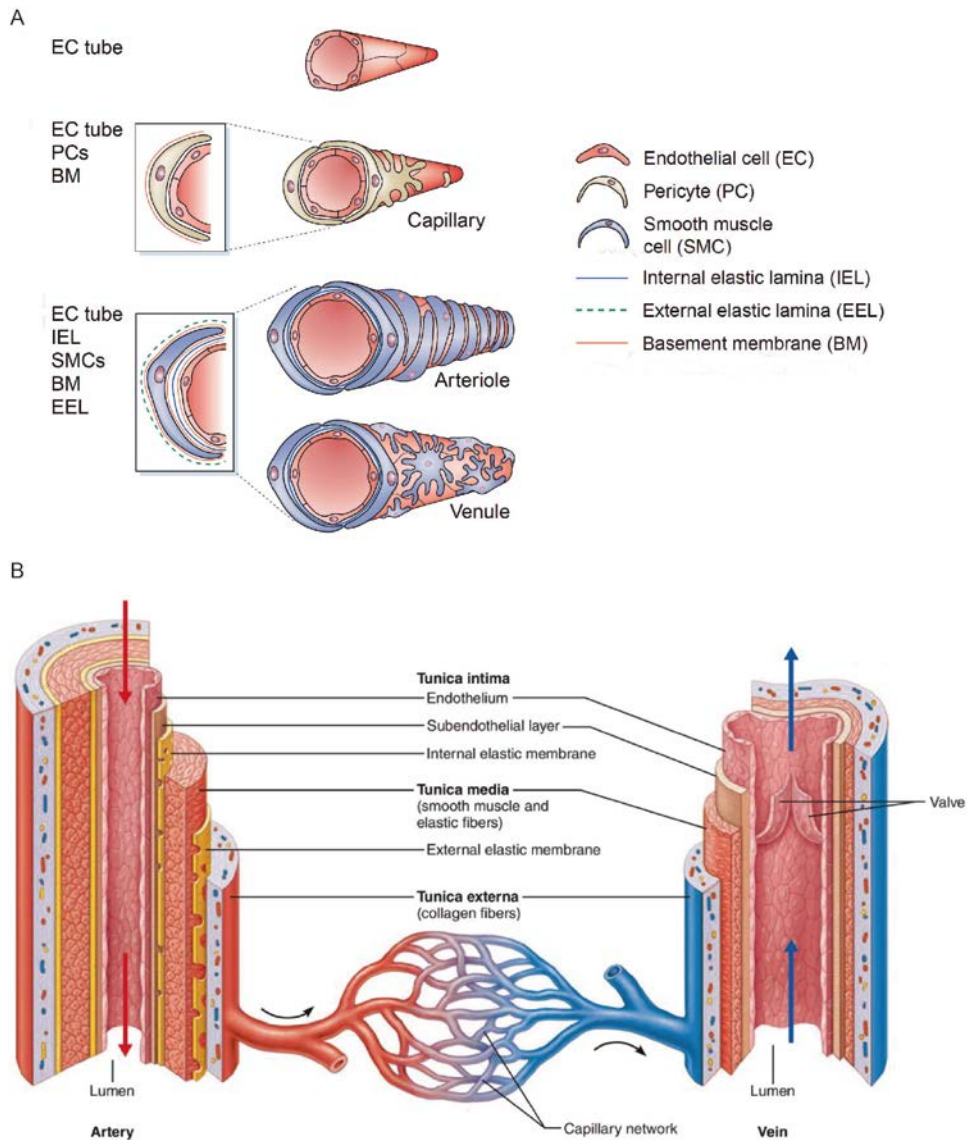 A
EC tube
EC tube
PCs
BM
Capillary
EC tube
IEL
SMCs
BM
EEL
Arteriole
Venule
Endothelial cell (EC)
Pericyte (PC)
Smooth muscle
cell (SMC)
Internal elastic lamina (IEL)
External elastic lamina (EEL)
Basement membrane (BM)
B
Tunica intima
Endothelium
Subendothelial layer
Internal elastic membrane
Tunica media
(smooth muscle and
elastic fibers)
External elastic membrane
Tunica externa
(collagen fibers)
Valve
Lumen
Artery
Capillary network
Lumen
Vein